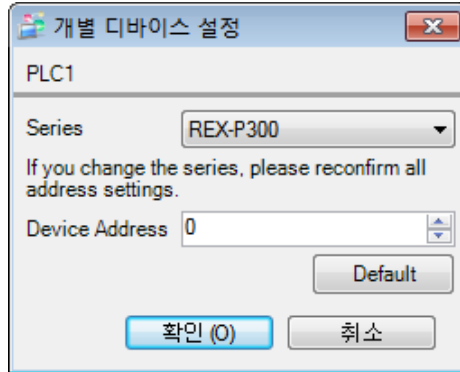 개별 디바이스 설정
PLC1
Series REX-P300
If you change the series, please reconfirm all
address settings.
Device Address 0
Default
확인 (O) 취소